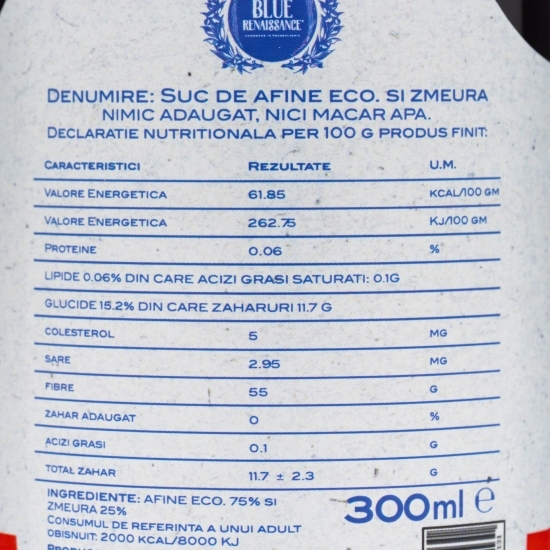 BLUE
RENAISSANCE
DENUMIRE: SUC DE AFINE ECO. SI ZMEURA
NIMIC ADAUGAT, NICI MACAR APA.
DECLARATIE NUTRITIONALA PER 100 G PRODUS FINIT:
CARACTERISTICI REZULTATE U.M.
VALORE ENERGETICA 61.85 KCAL/100 GM
VALORE ENERGETICA 262.75 KJ/100 GM
PROTEINE 0.06 %
LIPIDE 0.06% DIN CARE ACIZI GRASI SATURATI: 0.1G
GLUCIDE 15.2% DIN CARE ZAHARURI 11.7 G
COLESTEROL 5 MG
SARE 2.95 MG
FIBRE 55 G
ZAHAR ADAUGAT 0 %
ACIZI GRASI 0.1 G
TOTAL ZAHAR 11.7 ± 2.3 G
INGREDIENTE: AFINE ECO. 75% SI
ZMEURA 25%
300ml e
CONSUMUL DE REFERINTA A UNUI ADULT
OBISNUIT: 2000 KCAL/8000 KJ